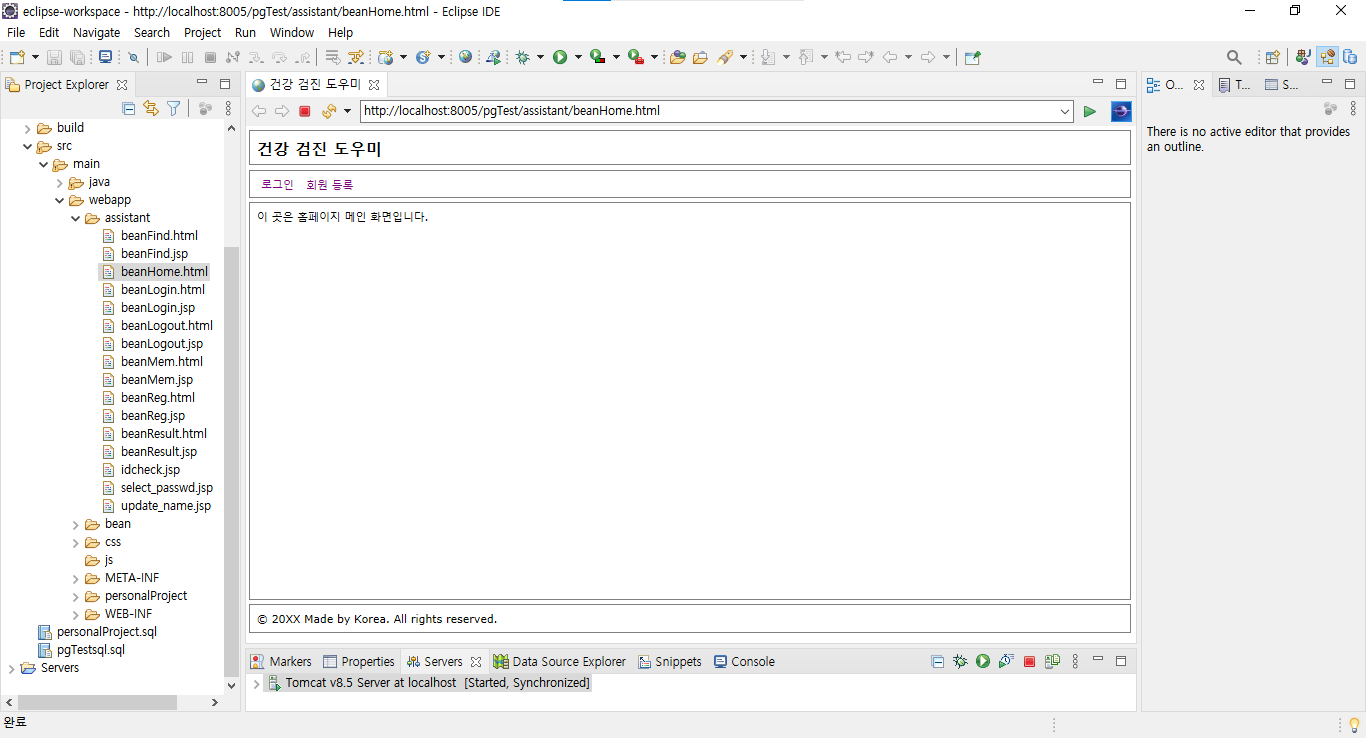 eclipse-workspace - http://localhost:8005/pgTest/assistant/beanHome.html - Eclipse IDE
File Edit Navigate Search Project Run Window Help
Project Explorer
build
src
main
java
webapp
assistant
beanFind.html
beanFind.jsp
beanHome.html
beanLogin.html
beanLogin.jsp
beanLogout.html
beanLogout.jsp
beanMem.html
beanMem.jsp
beanReg.html
beanReg.jsp
beanResult.html
beanResult.jsp
idcheck.jsp
select_passwd.jsp
update_name.jsp
bean
css
js
META-INF
personalProject
WEB-INF
personalProject.sql
pgTestsql.sql
Servers
건강 검진 도우미
http://localhost:8005/pgTest/assistant/beanHome.html
건강 검진 도우미
로그인 회원 등록
이 곳은 홈페이지 메인 화면입니다.
© 20XX Made by Korea. All rights reserved.
Markers Properties Servers Data Source Explorer Snippets Console
Tomcat v8.5 Server at localhost [Started, Synchronized]
O... T... S...
There is no active editor that provides
an outline.
완료